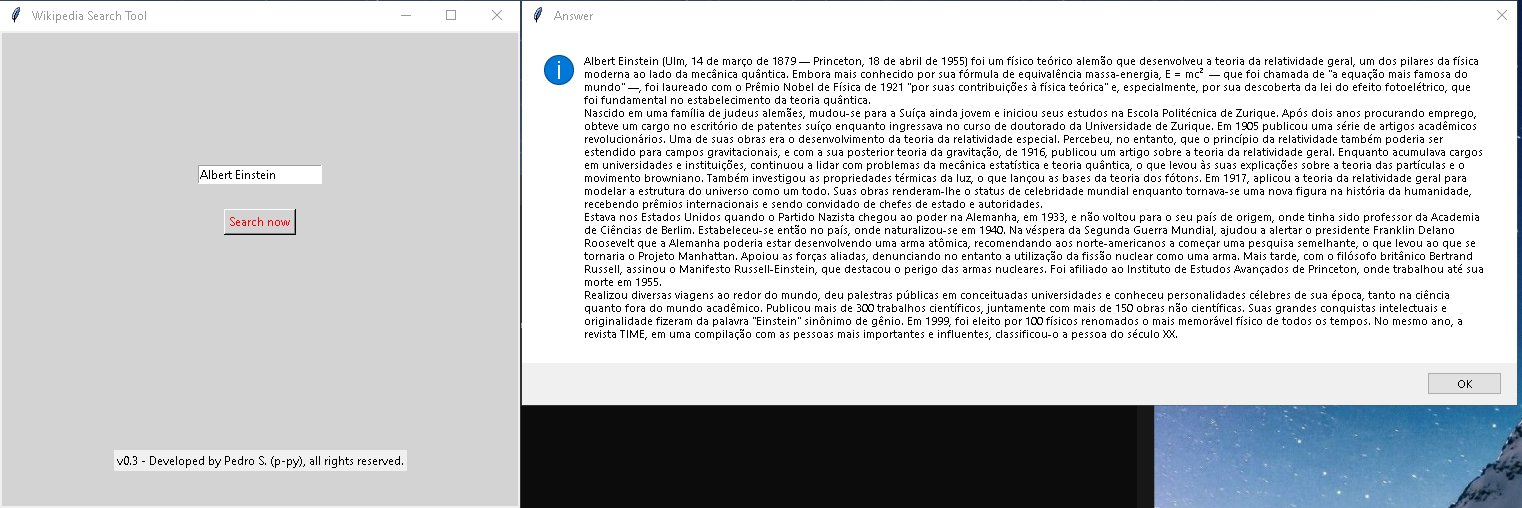 Wikipedia Search Tool
Albert Einstein
Search now
v0.3 - Developed by Pedro S. (p-py), all rights reserved.
Answer
Albert Einstein (Ulm, 14 de março de 1879 — Princeton, 18 de abril de 1955) foi um físico teórico alemão que desenvolveu a teoria da relatividade geral, um dos pilares da física
moderna ao lado da mecânica quântica. Embora mais conhecido por sua fórmula de equivalência massa-energia, E = mc² — que foi chamada de "a equação mais famosa do
mundo" —, foi laureado com o Prêmio Nobel de Física de 1921 "por suas contribuições à física teórica" e, especialmente, por sua descoberta da lei do efeito fotoelétrico, que
foi fundamental no estabelecimento da teoria quântica.
Nascido em uma família de judeus alemães, mudou-se para a Suíça ainda jovem e iniciou seus estudos na Escola Politécnica de Zurique. Após dois anos procurando emprego,
obteve um cargo no escritório de patentes suíço enquanto ingressava no curso de doutorado da Universidade de Zurique. Em 1905 publicou uma série de artigos acadêmicos
revolucionários. Uma de suas obras era o desenvolvimento da teoria da relatividade especial. Percebeu, no entanto, que o princípio da relatividade também poderia ser
estendido para campos gravitacionais, e com a sua posterior teoria da gravitação, de 1916, publicou um artigo sobre a teoria da relatividade geral. Enquanto acumulava cargos
em universidades e instituições, continuou a lidar com problemas da mecânica estatística e teoria quântica, o que levou às suas explicações sobre a teoria das partículas e o
movimento browniano. Também investigou as propriedades térmicas da luz, o que lançou as bases da teoria dos fótons. Em 1917, aplicou a teoria da relatividade geral para
modelar a estrutura do universo como um todo. Suas obras renderam-lhe o status de celebridade mundial enquanto tornava-se uma nova figura na história da humanidade,
recebendo prêmios internacionais e sendo convidado de chefes de estado e autoridades.
Estava nos Estados Unidos quando o Partido Nazista chegou ao poder na Alemanha, em 1933, e não voltou para o seu país de origem, onde tinha sido professor da Academia
de Ciências de Berlim. Estabeleceu-se então no país, onde naturalizou-se em 1940. Na véspera da Segunda Guerra Mundial, ajudou a alertar o presidente Franklin Delano
Roosevelt que a Alemanha poderia estar desenvolvendo uma arma atômica, recomendando aos norte-americanos a começar uma pesquisa semelhante, o que levou ao que se
tornaria o Projeto Manhattan. Apoiou as forças aliadas, denunciando no entanto a utilização da fissão nuclear como uma arma. Mais tarde, com o filósofo britânico Bertrand
Russell, assinou o Manifesto Russell-Einstein, que destacou o perigo das armas nucleares. Foi afiliado ao Instituto de Estudos Avançados de Princeton, onde trabalhou até sua
morte em 1955.
Realizou diversas viagens ao redor do mundo, deu palestras públicas em conceituadas universidades e conheceu personalidades célebres de sua época, tanto na ciência
quanto fora do mundo acadêmico. Publicou mais de 300 trabalhos científicos, juntamente com mais de 150 obras não científicas. Suas grandes conquistas intelectuais e
originalidade fizeram da palavra "Einstein" sinônimo de gênio. Em 1999, foi eleito por 100 físicos renomados o mais memorável físico de todos os tempos. No mesmo ano, a
revista TIME, em uma compilação com as pessoas mais importantes e influentes, classificou-o a pessoa do século XX.
OK